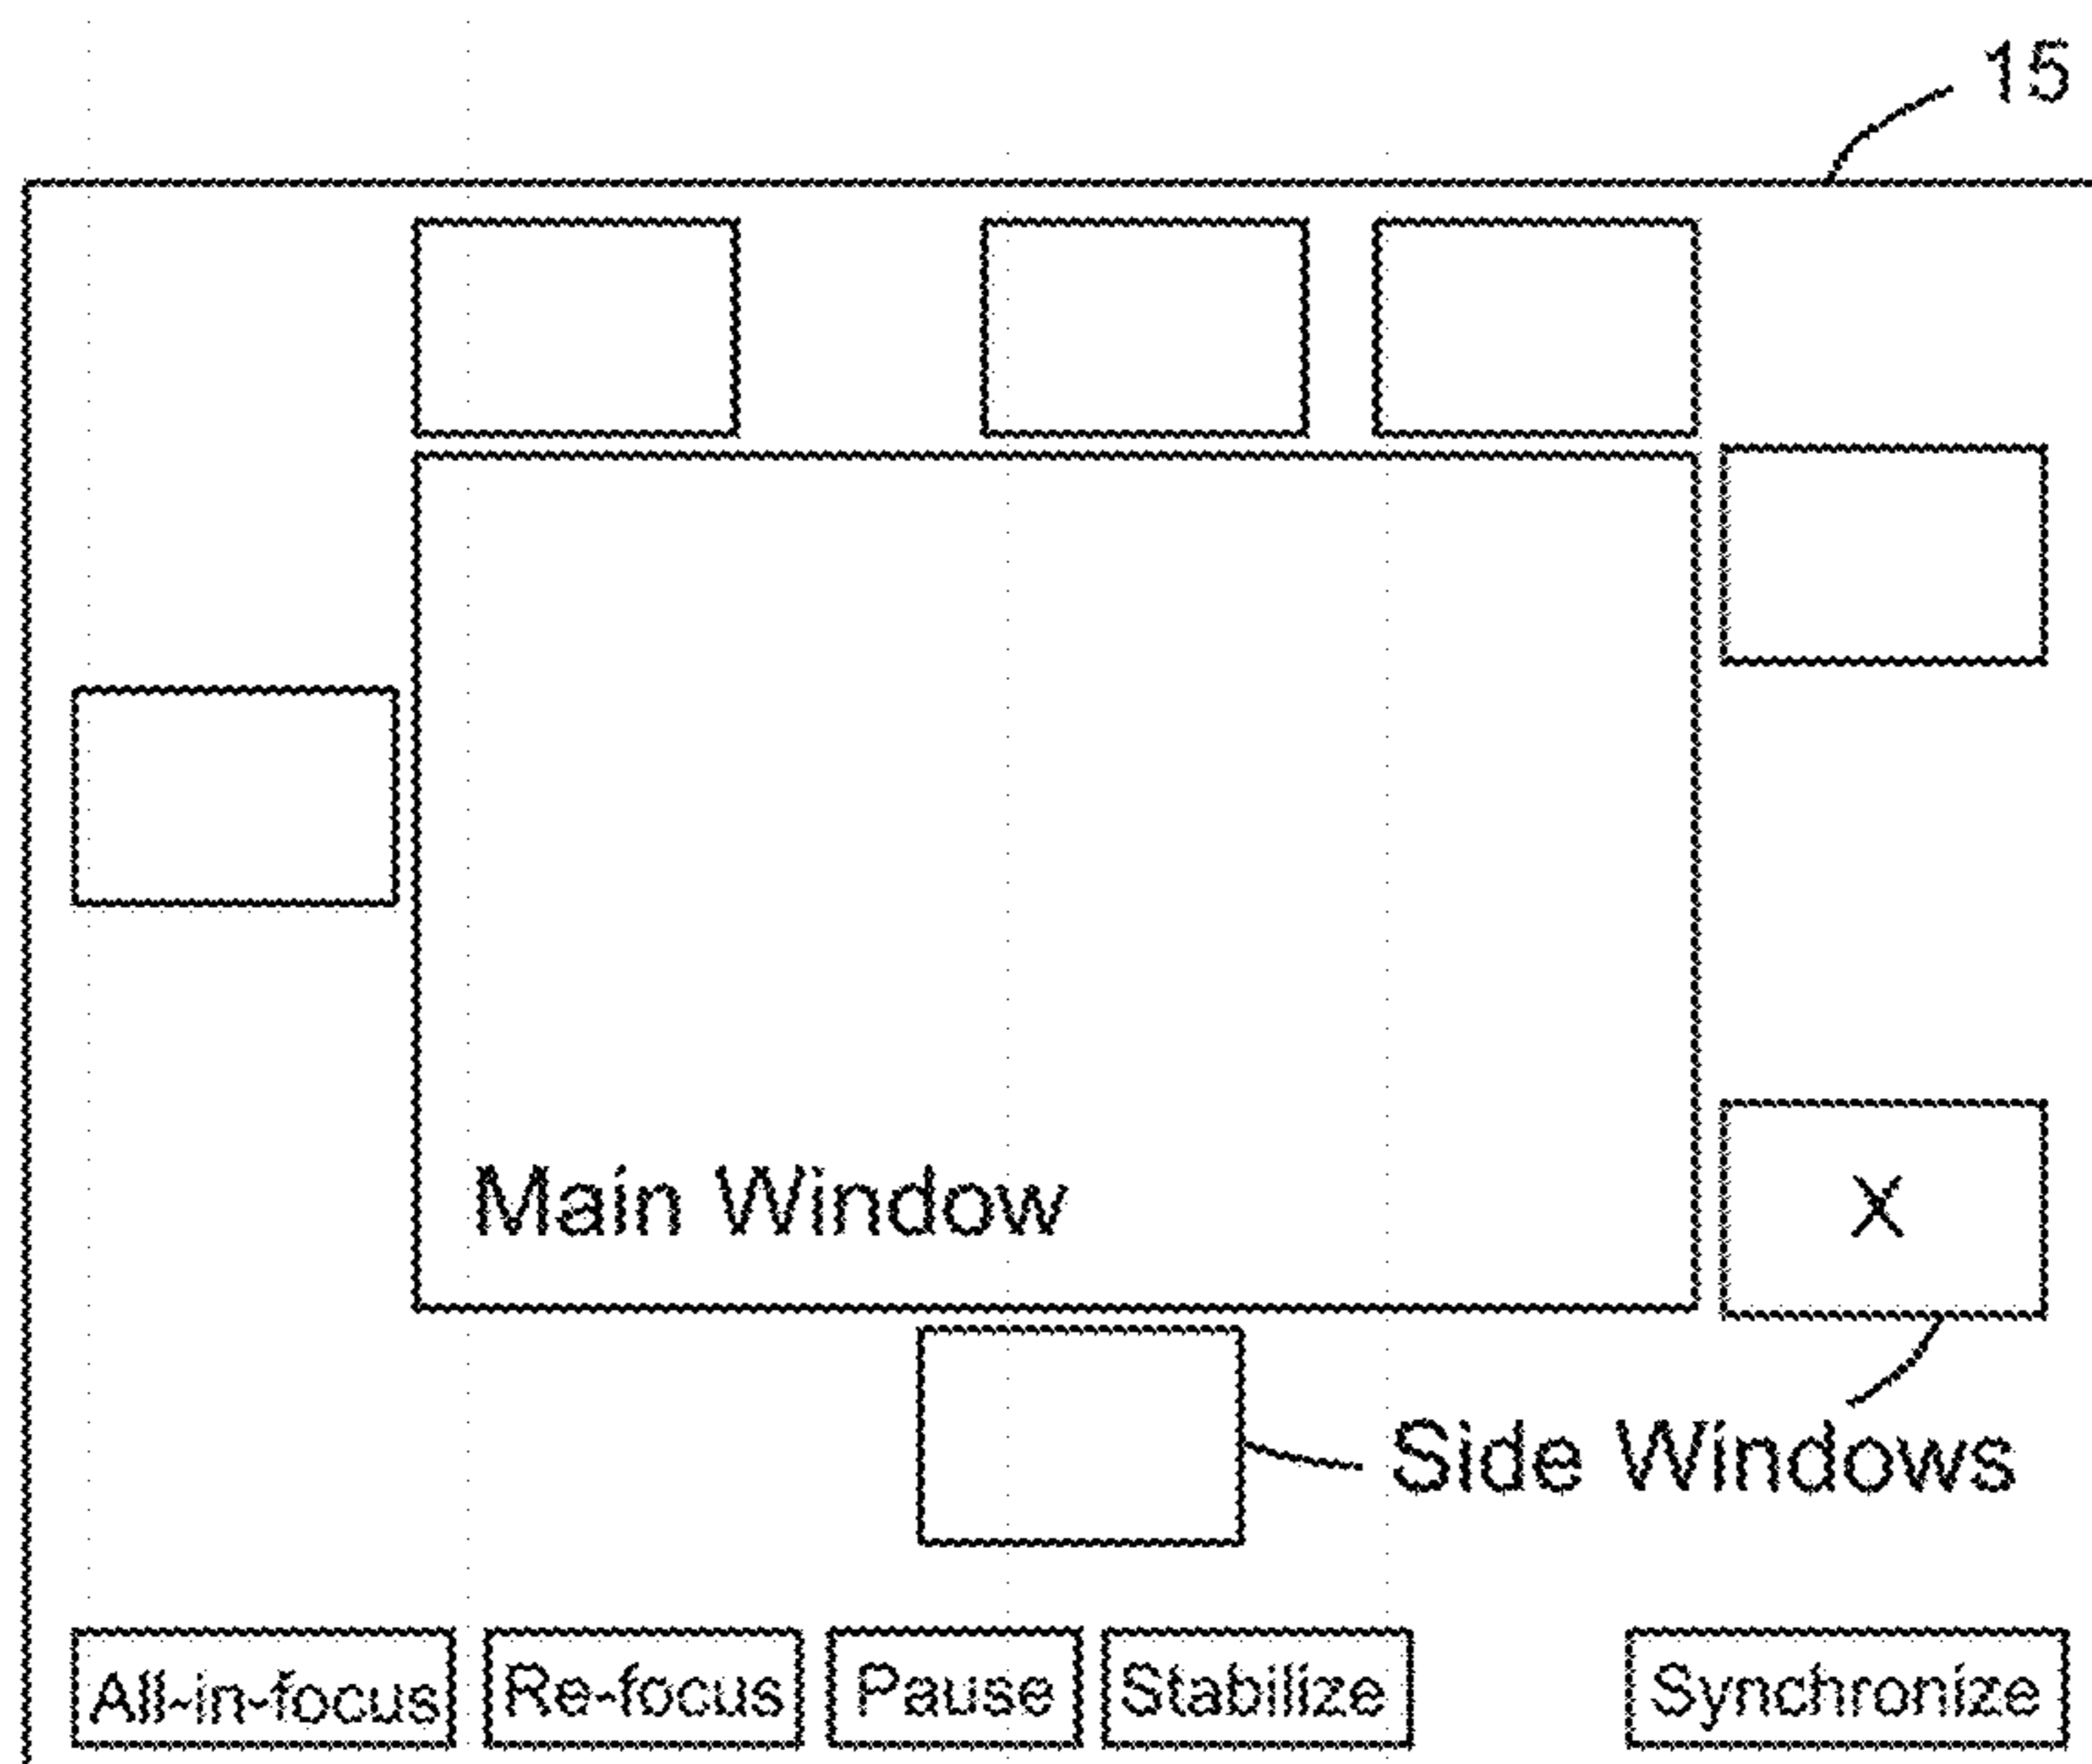 15
Main Window
X
Side Windows
All-in-focus Re-focus Pause Stabilize Synchronize